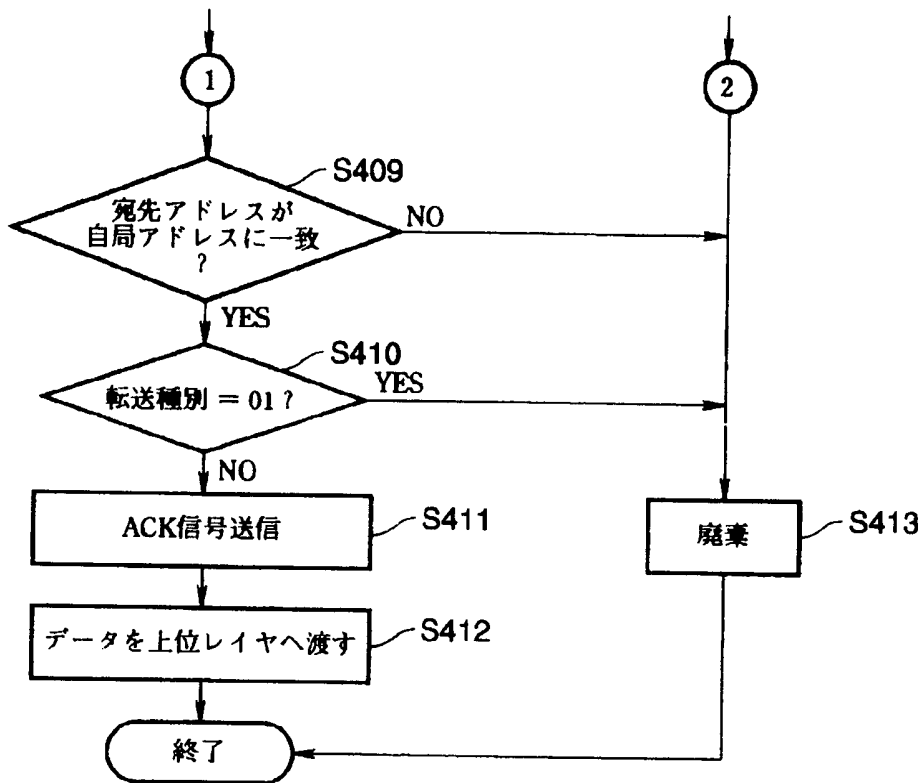 1
2
S409
宛先アドレスが
自局アドレスに一致
?
NO
YES
S410
転送種別 = 01 ?
YES
NO
ACK信号送信
S411
廃棄
S413
データを上位レイヤへ渡す
S412
終了